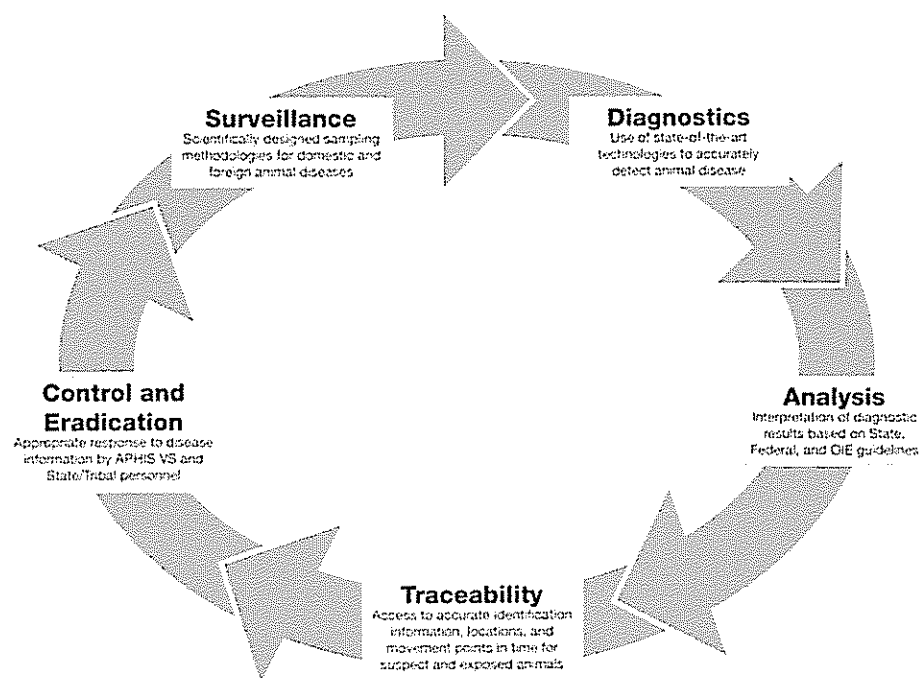 Surveillance
Scientifically designed sampling
methodologies for domestic and
foreign animal diseases
Diagnostics
Use of state-of-the-art
technologies to accurately
detect animal disease
Analysis
Interpretation of diagnostic
results based on State,
Federal, and OIE guidelines
Traceability
Access to accurate identification
information, locations, and
movement points in time for
suspect and exposed animals
Control and
Eradication
Appropriate response to disease
information by APHIS VS and
State/Tribal personnel